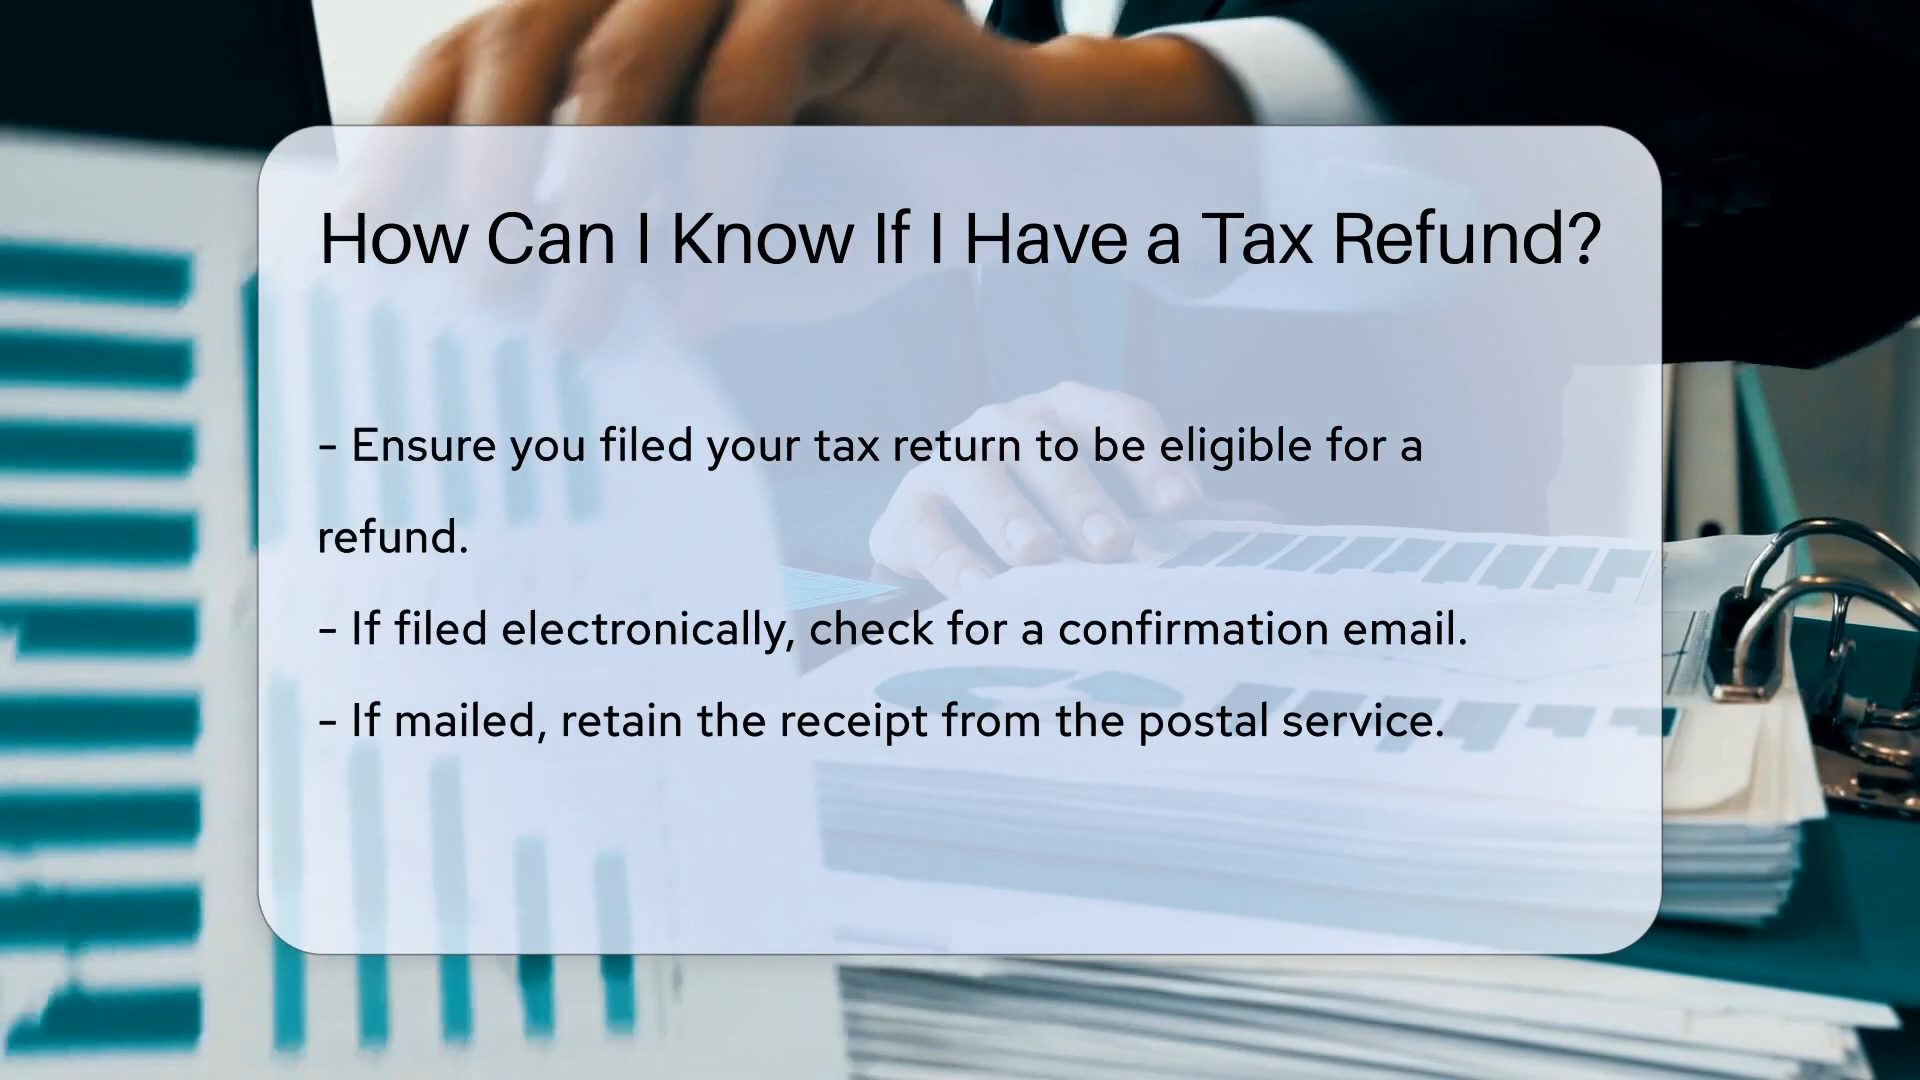 How Can I Know If I Have a Tax Refund?
- Ensure you filed your tax return to be eligible for a
refund.
- If filed electronically, check for a confirmation email.
- If mailed, retain the receipt from the postal service.